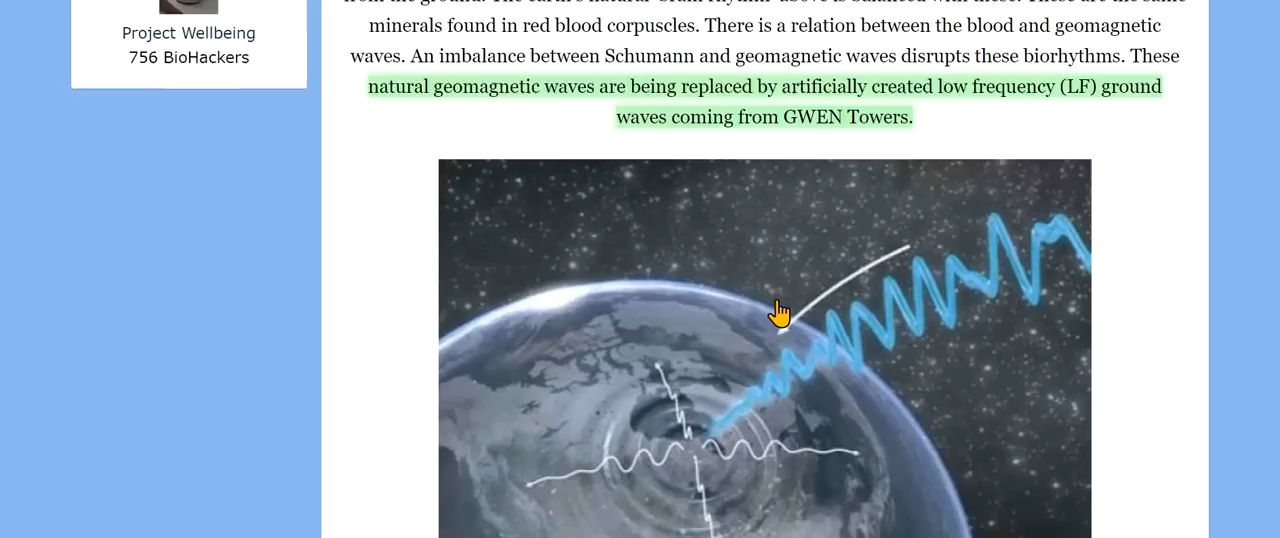 Project Wellbeing
756 BioHackers
minerals found in red blood corpuscles. There is a relation between the blood and geomagnetic
waves. An imbalance between Schumann and geomagnetic waves disrupts these biorhythms. These
natural geomagnetic waves are being replaced by artificially created low frequency (LF) ground
waves coming from GWEN Towers.